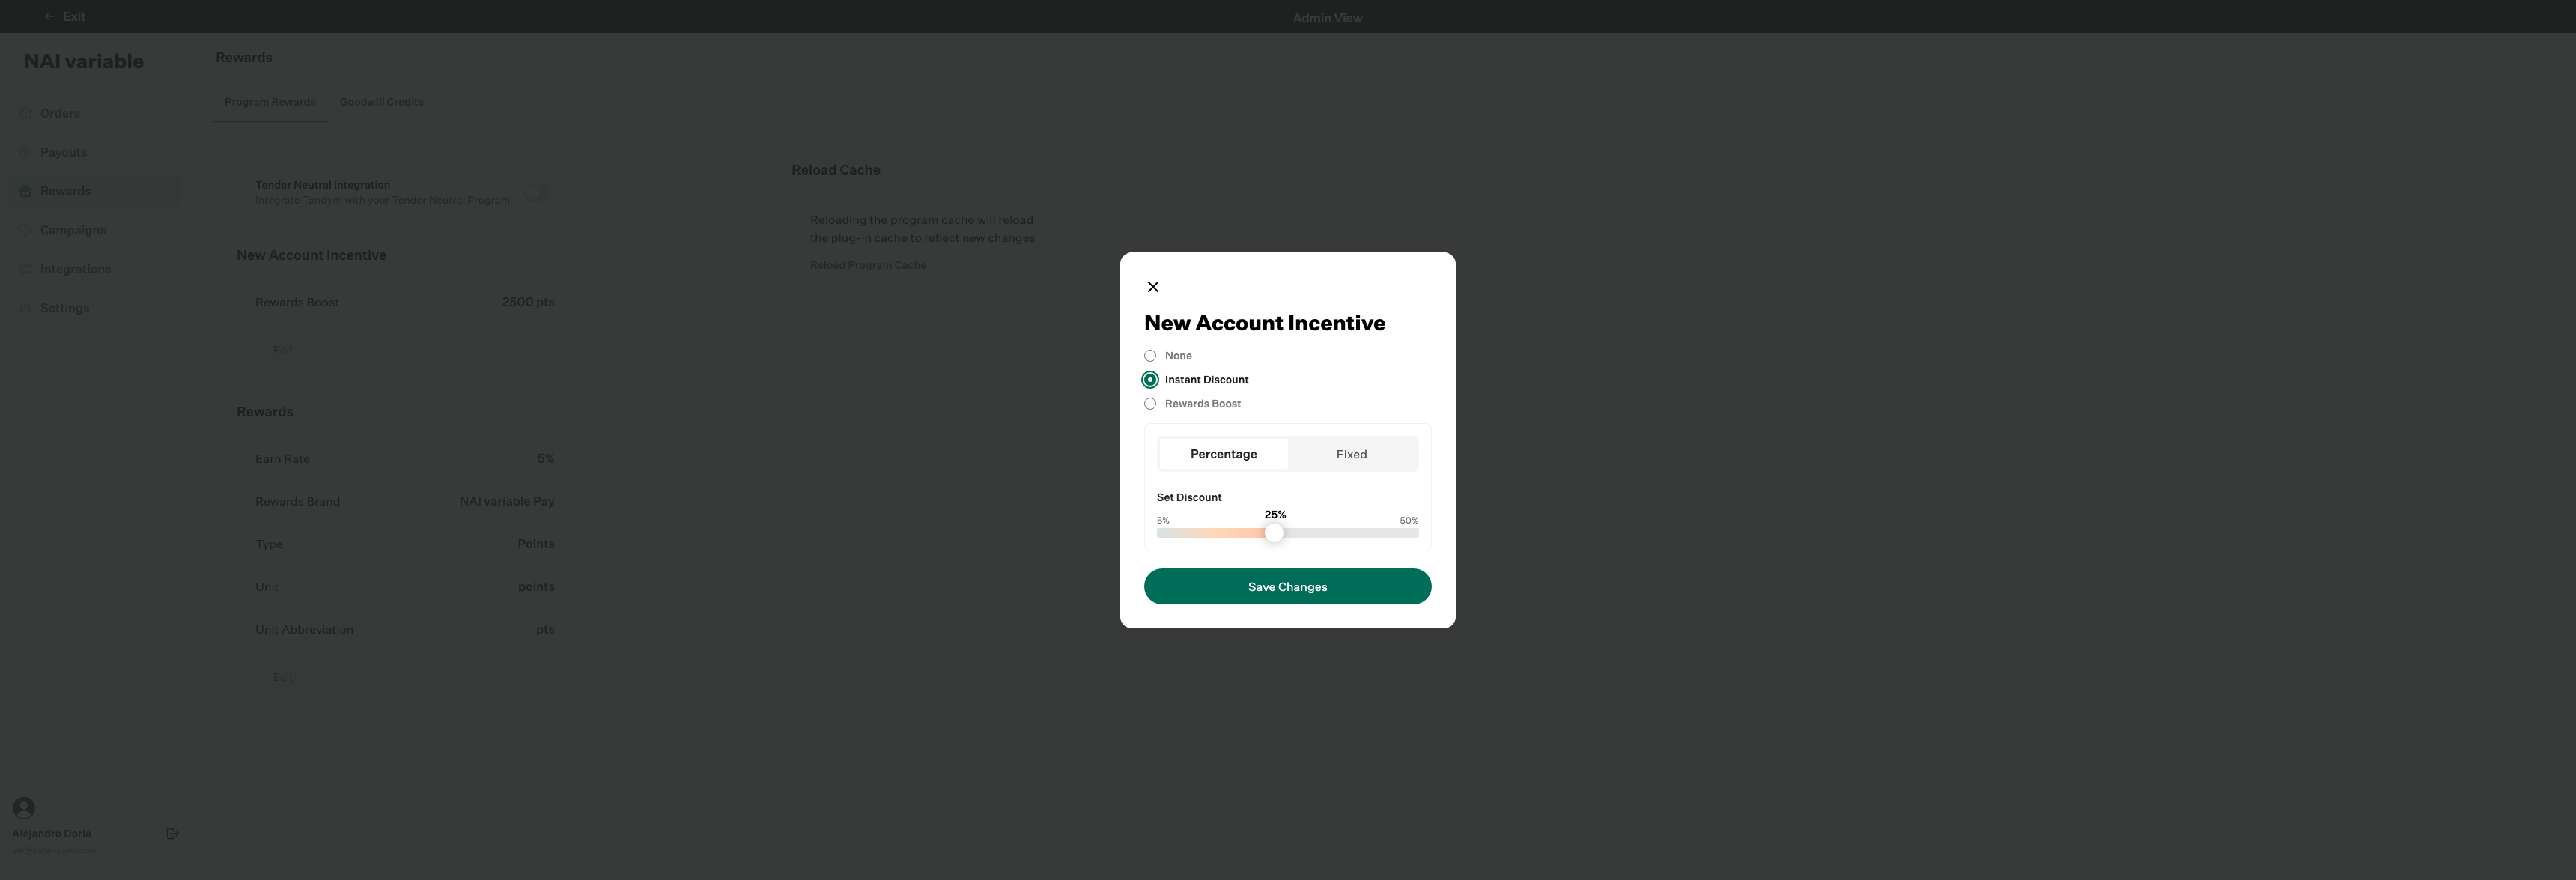 Exit
Admin View
NAI variable
Orders
Payouts
Rewards
Campaigns
Integrations
Settings
Alejandro Doria
ale@bytandym.com
Rewards
Program Rewards
Goodwill Credits
Tender Neutral Integration
Integrate Tandym with your Tender Neutral Program
New Account Incentive
Rewards Boost 2500 pts
Edit
Rewards
Earn Rate 5%
Rewards Brand NAI variable Pay
Type Points
Unit points
Unit Abbreviation pts
Edit
Reload Cache
Reloading the program cache will reload
the plug-in cache to reflect new changes
Reload Program Cache
New Account Incentive
None
Instant Discount
Rewards Boost
Percentage Fixed
Set Discount
25%
5% 50%
Save Changes